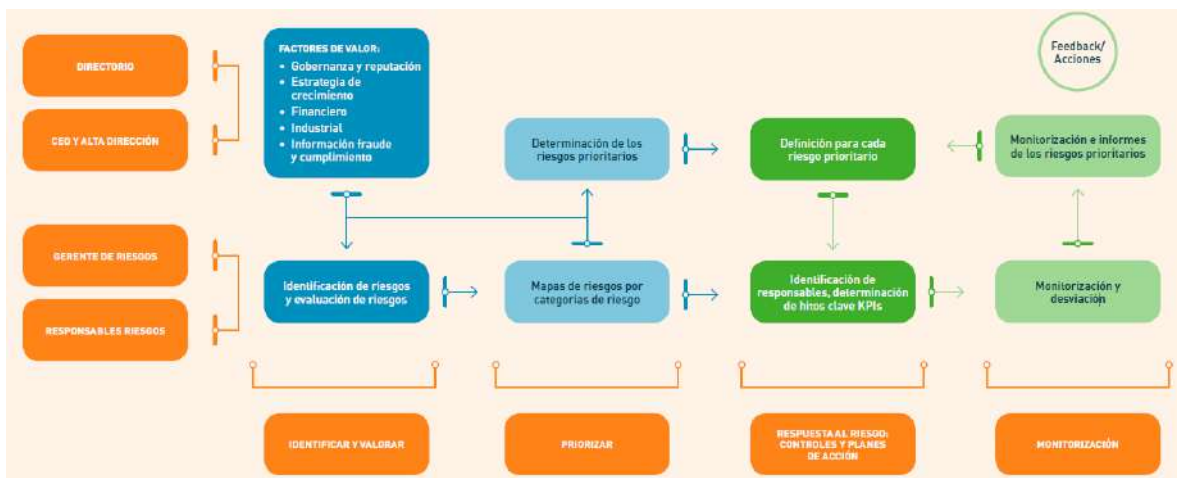 DIRECTORIO
CEO Y ALTA DIRECCIÓN
GERENTE DE RIESGOS
RESPONSABLES RIESGOS
FACTORES DE VALOR:
• Gobernanza y reputación
• Estrategia de
crecimiento
• Financiero
• Industrial
• Información fraude
y cumplimiento
Identificación de riesgos
y evaluación de riesgos
IDENTIFICAR Y VALORAR
Determinación de los
riesgos prioritarios
Mapas de riesgos por
categorías de riesgo
PRIORIZAR
Definición para cada
riesgo prioritario
Identificación de
responsables, determinación
de hitos clave KPIs
RESPUESTA AL RIESGO:
CONTROLES Y PLANES
DE ACCIÓN
Feedback/
Acciones
Monitorización e informes
de los riesgos prioritarios
Monitorización y
desviación
MONITORIZACIÓN